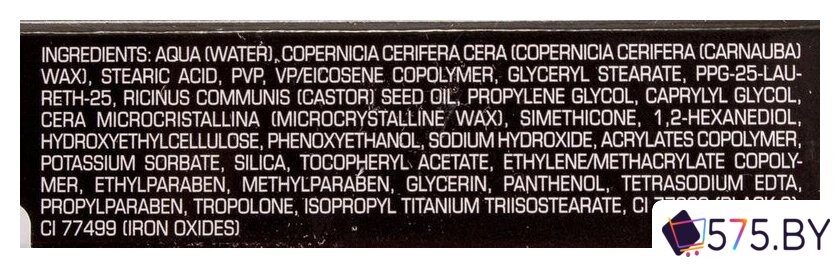 INGREDIENTS: AQUA (WATER), COPERNICIA CERIFERA CERA (COPERNICIA CERIFERA (CARNAUBA)
WAX), STEARIC ACID, PVP, VP/EICOSENE COPOLYMER, GLYCERYL STEARATE, PPG-25-LAU-
RETH-25, RICINUS COMMUNIS (CASTOR) SEED OIL, PROPYLENE GLYCOL, CAPRYLYL GLYCOL,
CERA MICROCRISTALLINA (MICROCRYSTALLINE WAX), SIMETHICONE, 1,2-HEXANEDIOL,
HYDROXYETHYLCELLULOSE, PHENOXYETHANOL, SODIUM HYDROXIDE, ACRYLATES COPOLYMER,
POTASSIUM SORBATE, SILICA, TOCOPHERYL ACETATE, ETHYLENE/METHACRYLATE COPOLY-
MER, ETHYLPARABEN, METHYLPARABEN, GLYCERIN, PANTHENOL, TETRASODIUM EDTA,
PROPYLPARABEN, TROPOLONE, ISOPROPYL TITANIUM TRIISOSTEARATE, CI
CI 77499 (IRON OXIDES)
575.BY